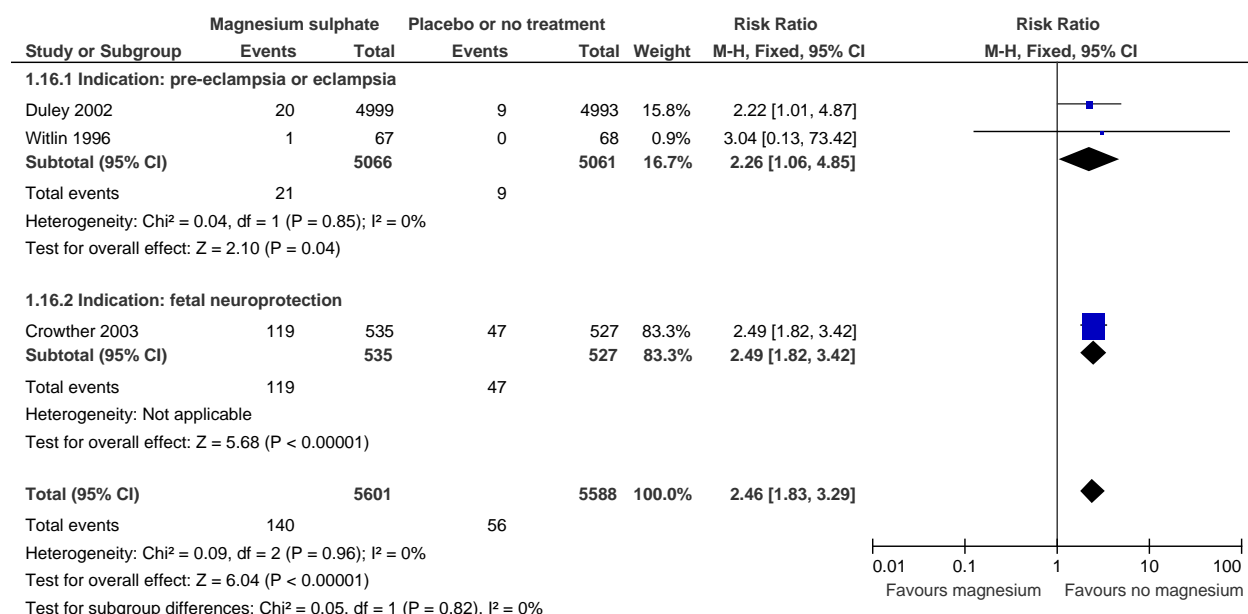 Magnesium sulphate Placebo or no treatment Risk Ratio Risk Ratio
Study or Subgroup Events Total Events Total Weight M-H, Fixed, 95% CI M-H, Fixed, 95% CI
1.16.1 Indication: pre-eclampsia or eclampsia
Duley 2002 20 4999 9 4993 15.8% 2.22 [1.01, 4.87]
Witlin 1996 1 67 0 68 0.9% 3.04 [0.13, 73.42]
Subtotal (95% CI) 5066 5061 16.7% 2.26 [1.06, 4.85]
Total events 21 9
Heterogeneity: Chi² = 0.04, df = 1 (P = 0.85); I² = 0%
Test for overall effect: Z = 2.10 (P = 0.04)
1.16.2 Indication: fetal neuroprotection
Crowther 2003 119 535 47 527 83.3% 2.49 [1.82, 3.42]
Subtotal (95% CI) 535 527 83.3% 2.49 [1.82, 3.42]
Total events 119 47
Heterogeneity: Not applicable
Test for overall effect: Z = 5.68 (P < 0.00001)
Total (95% CI) 5601 5588 100.0% 2.46 [1.83, 3.29]
Total events 140 56
Heterogeneity: Chi² = 0.09, df = 2 (P = 0.96); I² = 0%
Test for overall effect: Z = 6.04 (P < 0.00001)
Test for subgroup differences: Chi² = 0.05, df = 1 (P = 0.82), I² = 0%
0.01 0.1 1 10 100
Favours magnesium Favours no magnesium